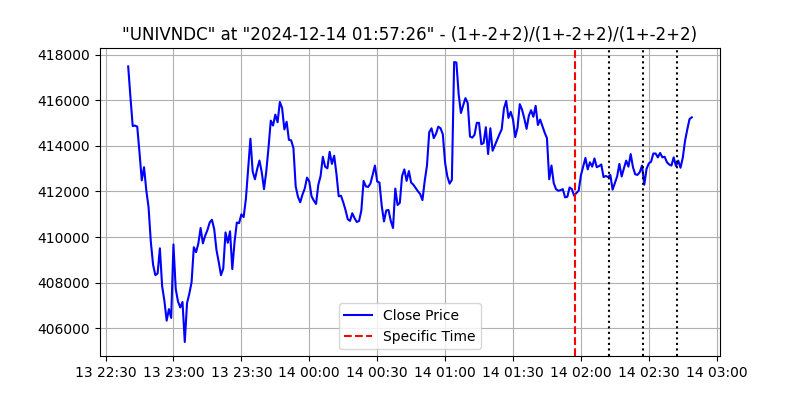 "UNIVNDC" at "2024-12-14 01:57:26" - (1+-2+2)/(1+-2+2)/(1+-2+2)
418000
416000
414000
412000
410000
408000
406000
Close Price
Specific Time
13 22:30 13 23:00 13 23:30 14 00:00 14 00:30 14 01:00 14 01:30 14 02:00 14 02:30 14 03:00